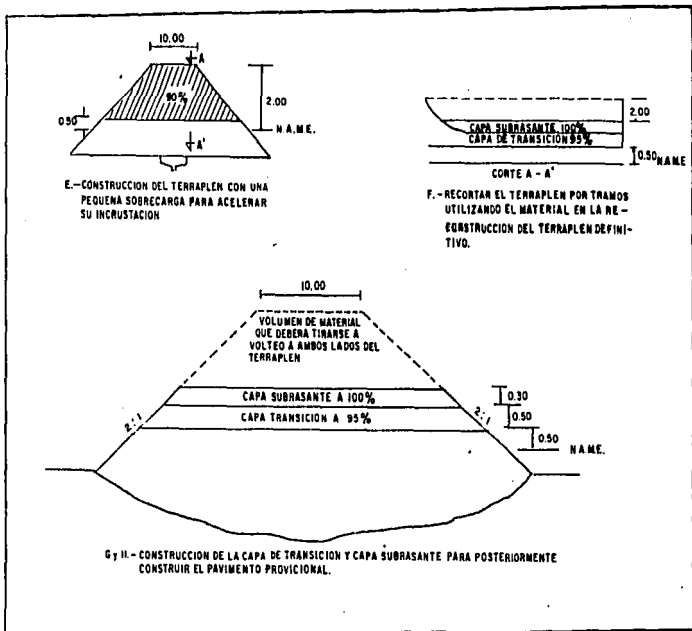 10.00
A
90%
2.00
0.50
N A.M.E.
A'
E.-CONSTRUCCION DEL TERRAPLEN CON UNA
PEQUEÑA SOBRECARGA PARA ACELERAR
SU INCRUSTACION
2.00
CAPA SUBRASANTE 100%
CAPA DE TRANSICION 95%
0.50 N A.M.E.
CORTE A - A'
F.- RECORTAR EL TERRAPLEN POR TRAMOS
UTILIZANDO EL MATERIAL EN LA RE-
CONSTRUCCION DEL TERRAPLEN DEFINI-
TIVO.
10.00
VOLUMEN DE MATERIAL
QUE DEBERA TIRARSE A
VOLTEO A AMBOS LADOS DEL
TERRAPLEN
CAPA SUBRASANTE A 100%
0.30
2:1
CAPA TRANSICION A 95%
2:1
0.50
0.50
N A.M.E.
G y H.- CONSTRUCCION DE LA CAPA DE TRANSICION Y CAPA SUBRASANTE PARA POSTERIORMENTE
CONSTRUIR EL PAVIMENTO PROVICIONAL.